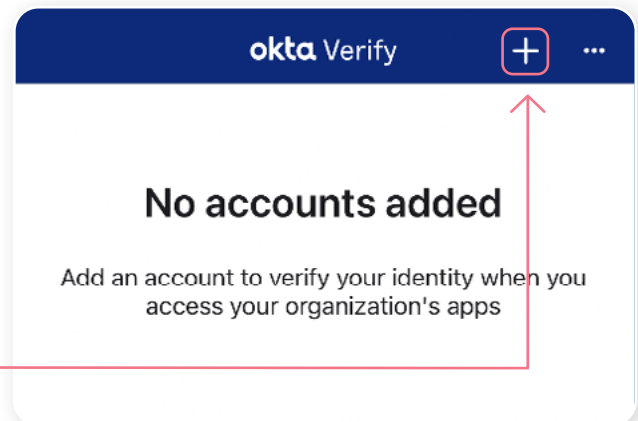 okta Verify
No accounts added
Add an account to verify your identity when you
access your organization's apps